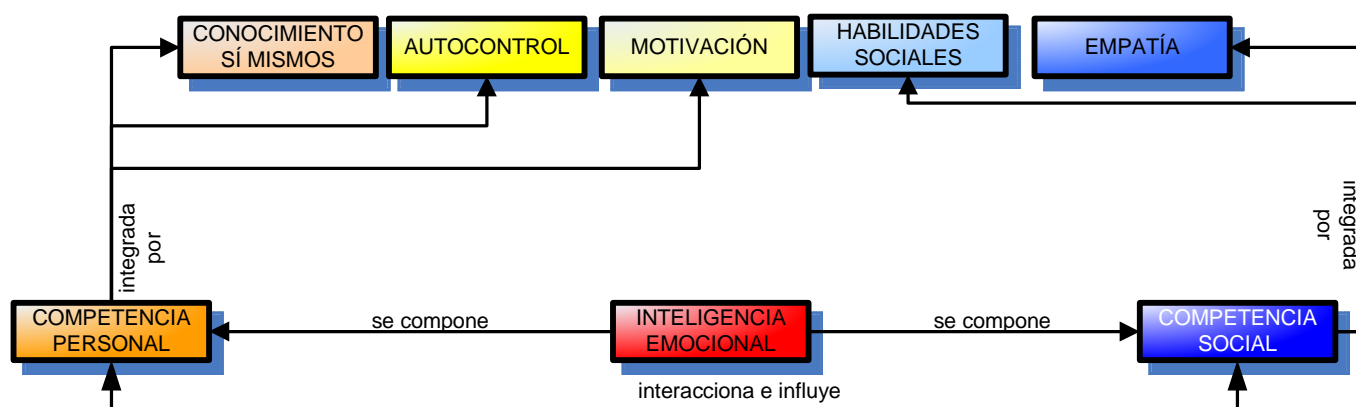 CONOCIMIENTO
SÍ MISMOS
AUTOCONTROL
MOTIVACIÓN
HABILIDADES
SOCIALES
EMPATÍA
integrada
por
integrada
por
COMPETENCIA
PERSONAL
se compone
INTELIGENCIA
EMOCIONAL
se compone
COMPETENCIA
SOCIAL
interacciona e influye